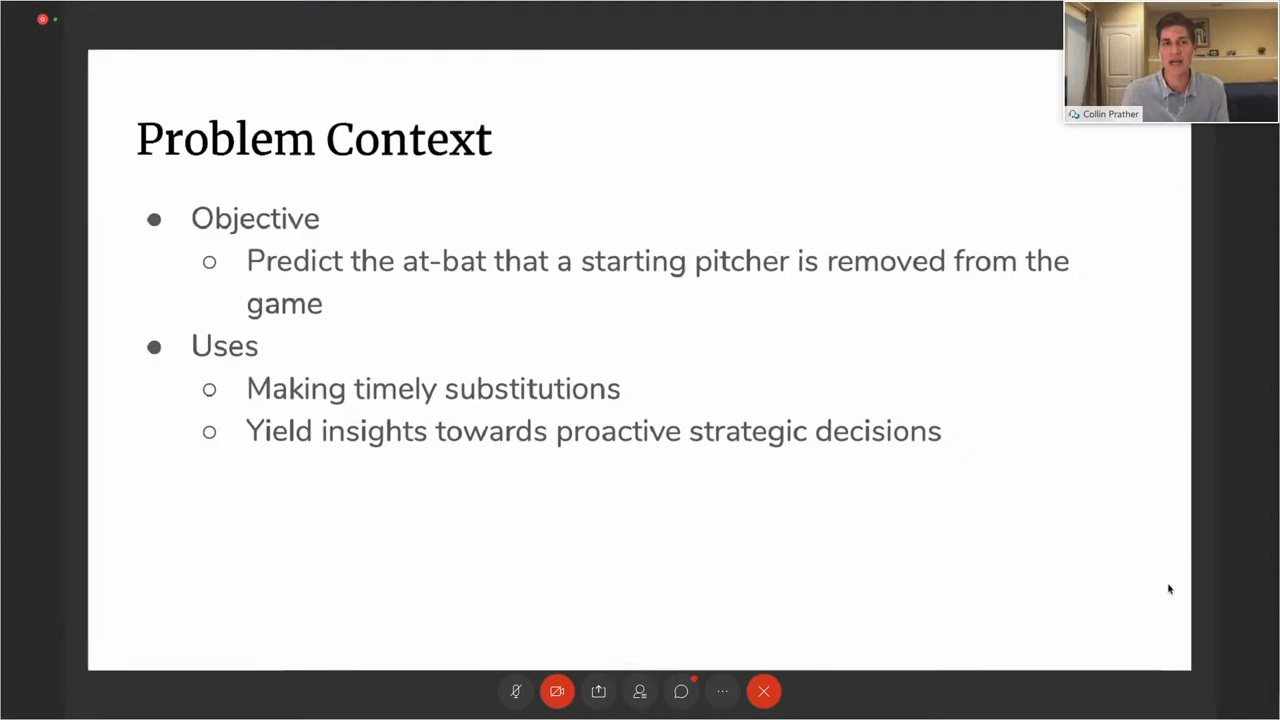 Collin Prather
Problem Context
● Objective
○ Predict the at-bat that a starting pitcher is removed from the
game
● Uses
○ Making timely substitutions
○ Yield insights towards proactive strategic decisions